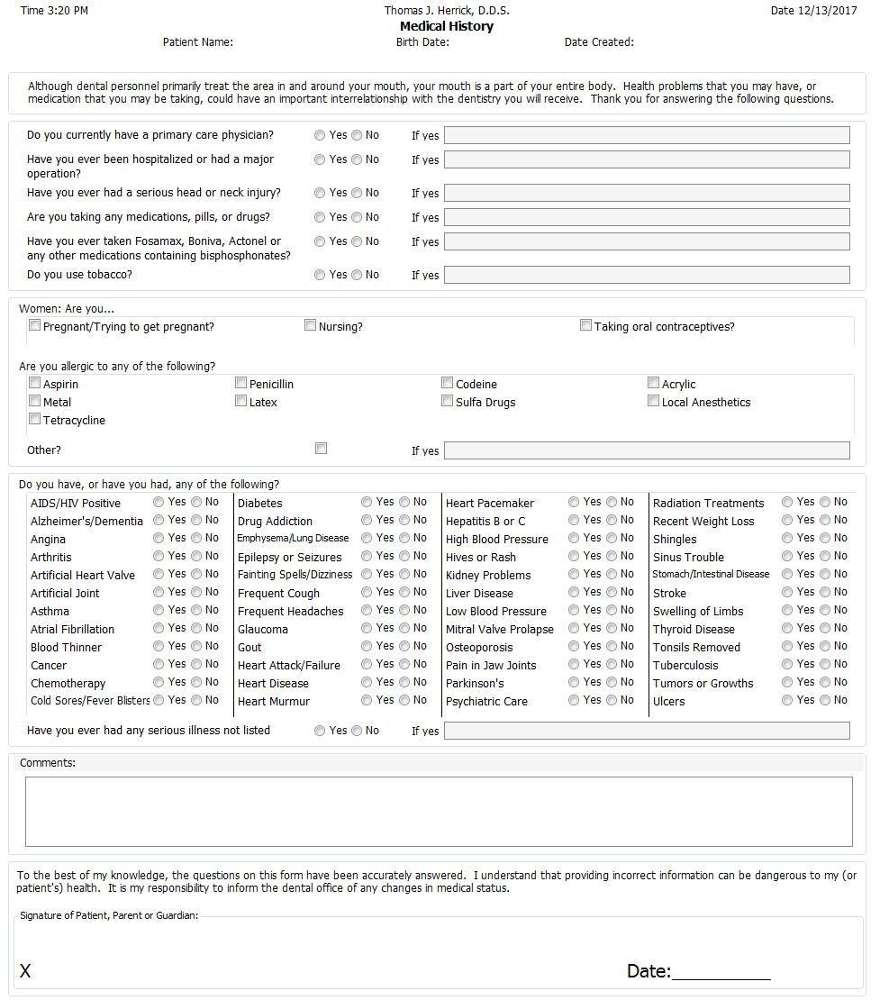 Time 3:20 PM Thomas J. Herrick, D.D.S. Date 12/13/2017
Medical History
Patient Name: Birth Date: Date Created:
Although dental personnel primarily treat the area in and around your mouth, your mouth is a part of your entire body. Health problems that you may have, or
medication that you may be taking, could have an important interrelationship with the dentistry you will receive. Thank you for answering the following questions.
Do you currently have a primary care physician? Yes No If yes
Have you ever been hospitalized or had a major Yes No If yes
operation?
Have you ever had a serious head or neck injury? Yes No If yes
Are you taking any medications, pills, or drugs? Yes No If yes
Have you ever taken Fosamax, Boniva, Actonel or Yes No If yes
any other medications containing bisphosphonates?
Do you use tobacco? Yes No If yes
Women: Are you...
Pregnant/Trying to get pregnant? Nursing? Taking oral contraceptives?
Are you allergic to any of the following?
Aspirin Penicillin Codeine Acrylic
Metal Latex Sulfa Drugs Local Anesthetics
Tetracycline
Other? If yes
Do you have, or have you had, any of the following?
AIDS/HIV Positive Yes No Diabetes Yes No Heart Pacemaker Yes No Radiation Treatments Yes No
Alzheimer's/Dementia Yes No Drug Addiction Yes No Hepatitis B or C Yes No Recent Weight Loss Yes No
Angina Yes No Emphysema/Lung Disease Yes No High Blood Pressure Yes No Shingles Yes No
Arthritis Yes No Epilepsy or Seizures Yes No Hives or Rash Yes No Sinus Trouble Yes No
Artificial Heart Valve Yes No Fainting Spells/Dizziness Yes No Kidney Problems Yes No Stomach/Intestinal Disease Yes No
Artificial Joint Yes No Frequent Cough Yes No Liver Disease Yes No Stroke Yes No
Asthma Yes No Frequent Headaches Yes No Low Blood Pressure Yes No Swelling of Limbs Yes No
Atrial Fibrillation Yes No Glaucoma Yes No Mitral Valve Prolapse Yes No Thyroid Disease Yes No
Blood Thinner Yes No Gout Yes No Osteoporosis Yes No Tonsils Removed Yes No
Cancer Yes No Heart Attack/Failure Yes No Pain in Jaw Joints Yes No Tuberculosis Yes No
Chemotherapy Yes No Heart Disease Yes No Parkinson's Yes No Tumors or Growths Yes No
Cold Sores/Fever Blisters Yes No Heart Murmur Yes No Psychiatric Care Yes No Ulcers Yes No
Have you ever had any serious illness not listed Yes No If yes
Comments:
To the best of my knowledge, the questions on this form have been accurately answered. I understand that providing incorrect information can be dangerous to my (or
patient's) health. It is my responsibility to inform the dental office of any changes in medical status.
Signature of Patient, Parent or Guardian:
X Date:___________